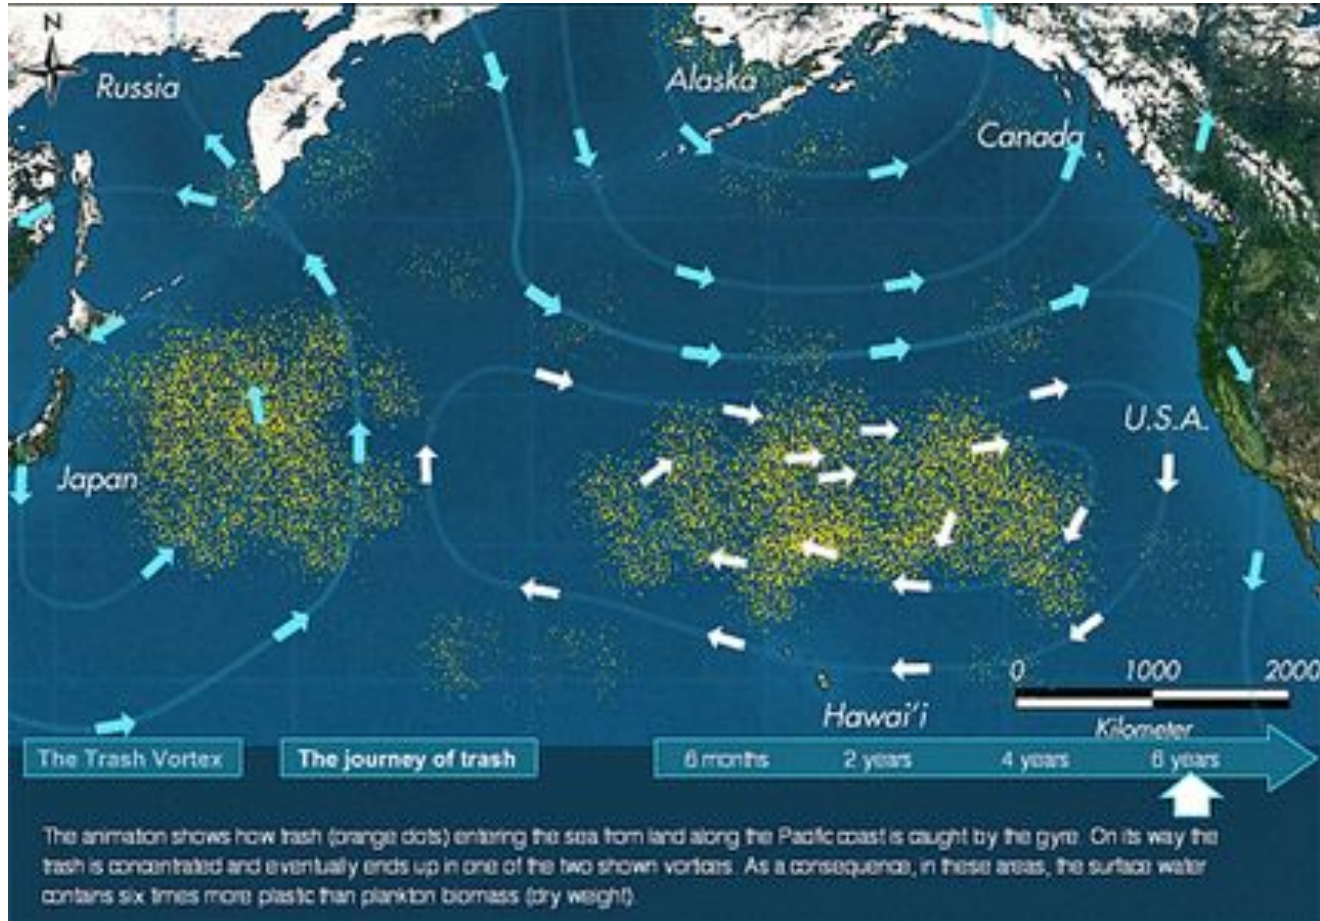 N
Russia
Alaska
Canada
U.S.A.
Japan
0 1000 2000
Kilometer
Hawai'i
The Trash Vortex
The journey of trash
6 months 2 years 4 years 6 years
The animation shows how trash (orange dots) entering the sea from land along the Pacific coast is caught by the gyre. On its way the
trash is concentrated and eventually ends up in one of the two shown vortices. As a consequence, in these areas, the surface water
contains six times more plastic than plankton biomass (dry weight)